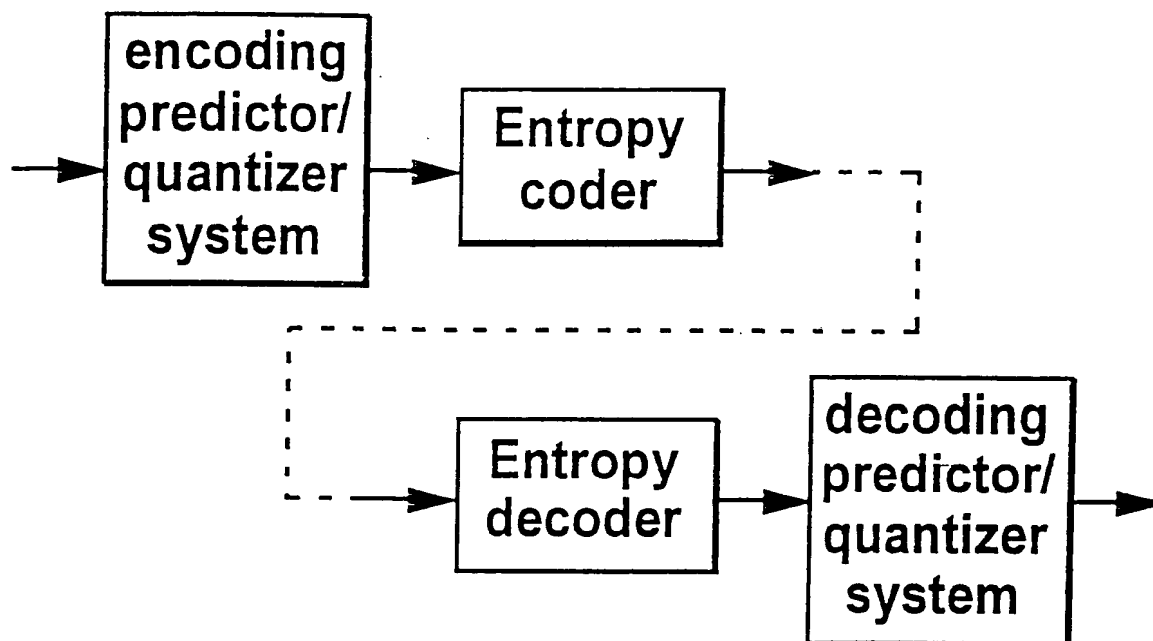 encoding
predictor/
quantizer
system
Entropy
coder
Entropy
decoder
decoding
predictor/
quantizer
system